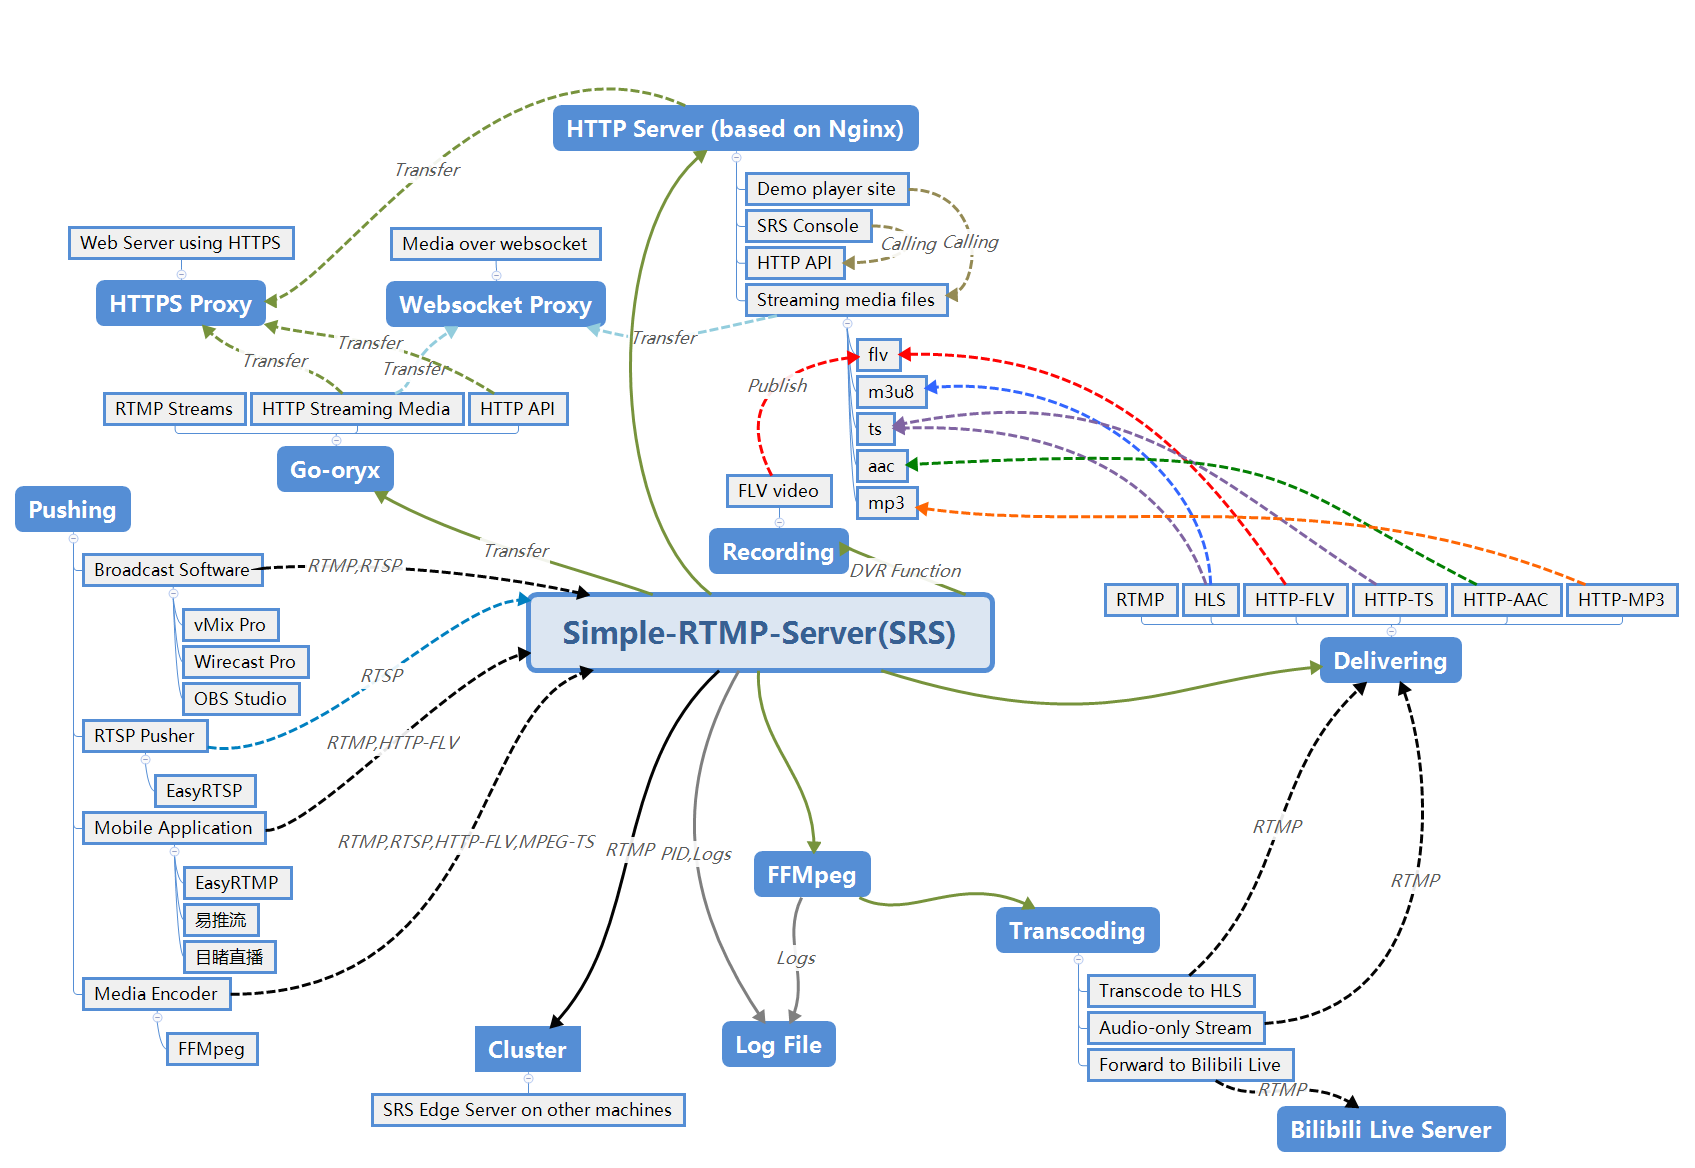 HTTP Server (based on Nginx)
Transfer
Demo player site
SRS Console
Calling
Calling
HTTP API
Streaming media files
Web Server using HTTPS
Media over websocket
HTTPS Proxy
Websocket Proxy
Transfer
Transfer
Transfer
Transfer
flv
m3u8
ts
aac
mp3
Publish
RTMP Streams
HTTP Streaming Media
HTTP API
Go-oryx
FLV video
Recording
DVR Function
Transfer
Pushing
Broadcast Software
RTMP,RTSP
vMix Pro
Wirecast Pro
OBS Studio
RTSP Pusher
RTSP
EasyRTSP
Mobile Application
RTMP,HTTP-FLV
EasyRTMP
易推流
目睹直播
Media Encoder
RTMP,RTSP,HTTP-FLV,MPEG-TS
FFMpeg
Simple-RTMP-Server(SRS)
RTMP
HLS
HTTP-FLV
HTTP-TS
HTTP-AAC
HTTP-MP3
Delivering
RTMP
PID,Logs
RTMP
RTMP
FFMpeg
Transcoding
Logs
Transcode to HLS
Audio-only Stream
Forward to Bilibili Live
RTMP
Cluster
Log File
SRS Edge Server on other machines
Bilibili Live Server